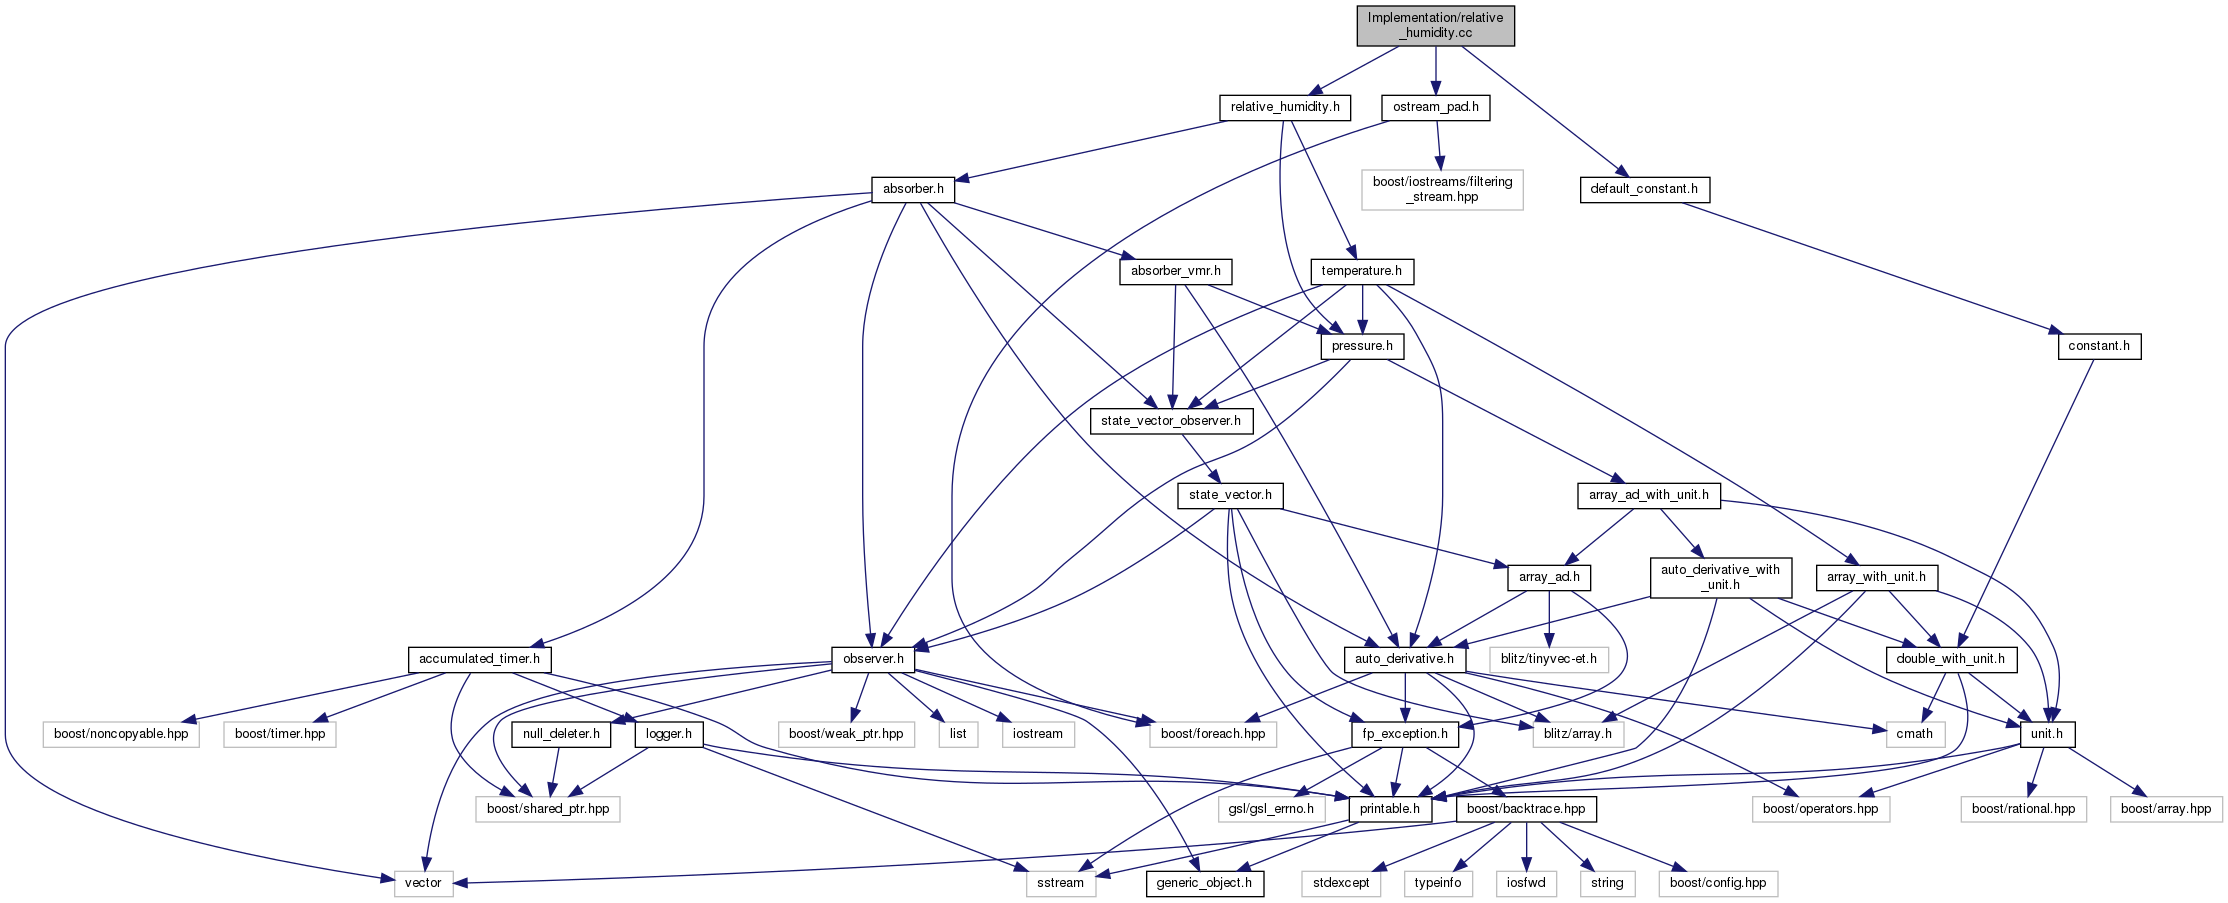 Implementation/relative
_humidity.cc
relative_humidity.h
ostream_pad.h
boost/iostreams/filtering
_stream.hpp
absorber.h
default_constant.h
absorber_vmr.h
temperature.h
pressure.h
constant.h
state_vector_observer.h
state_vector.h
array_ad_with_unit.h
array_ad.h
auto_derivative_with
_unit.h
array_with_unit.h
accumulated_timer.h
observer.h
auto_derivative.h
blitz/tinyvec-et.h
double_with_unit.h
boost/noncopyable.hpp
boost/timer.hpp
null_deleter.h
logger.h
boost/weak_ptr.hpp
list
iostream
boost/foreach.hpp
fp_exception.h
blitz/array.h
cmath
unit.h
boost/shared_ptr.hpp
gsl/gsl_errno.h
printable.h
boost/backtrace.hpp
boost/operators.hpp
boost/rational.hpp
boost/array.hpp
vector
sstream
generic_object.h
stdexcept
typeinfo
iosfwd
string
boost/config.hpp